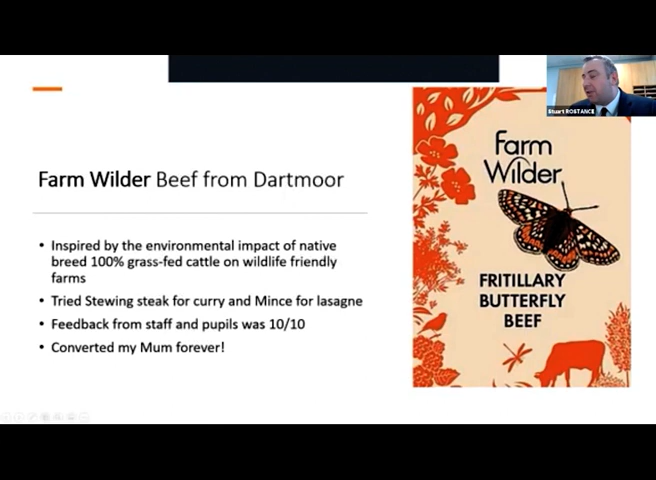 Stuart ROSTANCE
Farm Wilder Beef from Dartmoor
• Inspired by the environmental impact of native
breed 100% grass-fed cattle on wildlife friendly
farms
• Tried Stewing steak for curry and Mince for lasagne
• Feedback from staff and pupils was 10/10
• Converted my Mum forever!
Farm
Wilder
FRITILLARY
BUTTERFLY
BEEF